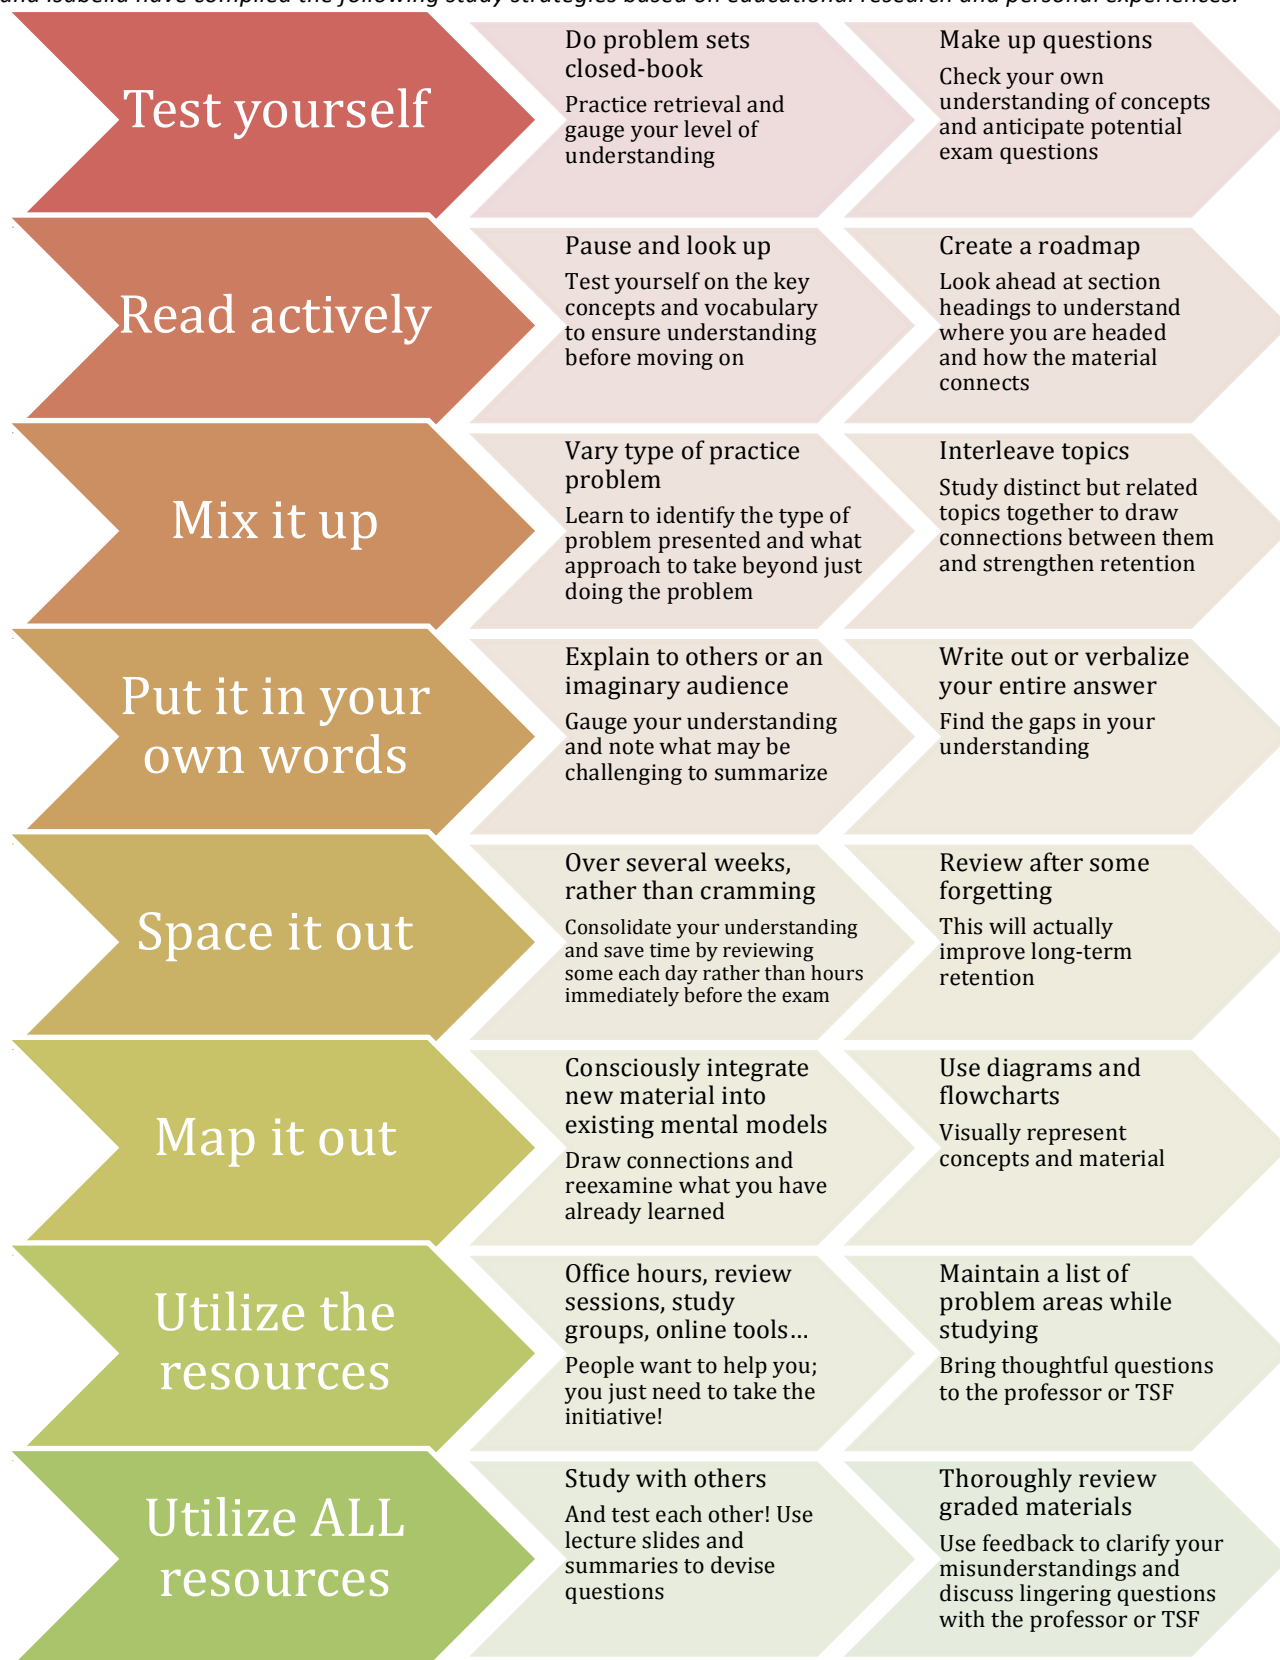 and Isabella have compiled the following study strategies based on educational research and personal experiences.
Test yourself
Do problem sets
closed-book
Practice retrieval and
gauge your level of
understanding
Make up questions
Check your own
understanding of concepts
and anticipate potential
exam questions
Read actively
Pause and look up
Test yourself on the key
concepts and vocabulary
to ensure understanding
before moving on
Create a roadmap
Look ahead at section
headings to understand
where you are headed
and how the material
connects
Mix it up
Vary type of practice
problem
Learn to identify the type of
problem presented and what
approach to take beyond just
doing the problem
Interleave topics
Study distinct but related
topics together to draw
connections between them
and strengthen retention
Put it in your
own words
Explain to others or an
imaginary audience
Gauge your understanding
and note what may be
challenging to summarize
Write out or verbalize
your entire answer
Find the gaps in your
understanding
Space it out
Over several weeks,
rather than cramming
Consolidate your understanding
and save time by reviewing
some each day rather than hours
immediately before the exam
Review after some
forgetting
This will actually
improve long-term
retention
Map it out
Consciously integrate
new material into
existing mental models
Draw connections and
reexamine what you have
already learned
Use diagrams and
flowcharts
Visually represent
concepts and material
Utilize the
resources
Office hours, review
sessions, study
groups, online tools…
People want to help you;
you just need to take the
initiative!
Maintain a list of
problem areas while
studying
Bring thoughtful questions
to the professor or TSF
Utilize ALL
resources
Study with others
And test each other! Use
lecture slides and
summaries to devise
questions
Thoroughly review
graded materials
Use feedback to clarify your
misunderstandings and
discuss lingering questions
with the professor or TSF